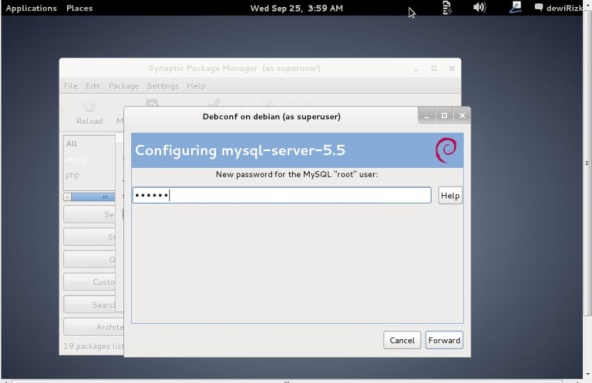 Applications Places Wed Sep 25, 3:59 AM dewiRizk
Synaptic Package Manager (as superuser)
File Edit Package Settings Help
Reload
Debconf on debian (as superuser)
Configuring mysql-server-5.5
New password for the MySQL "root" user:
••••••
Help
All
mysql
php
Se
St
O
Custo
Search
Archite
19 packages list
Cancel Forward